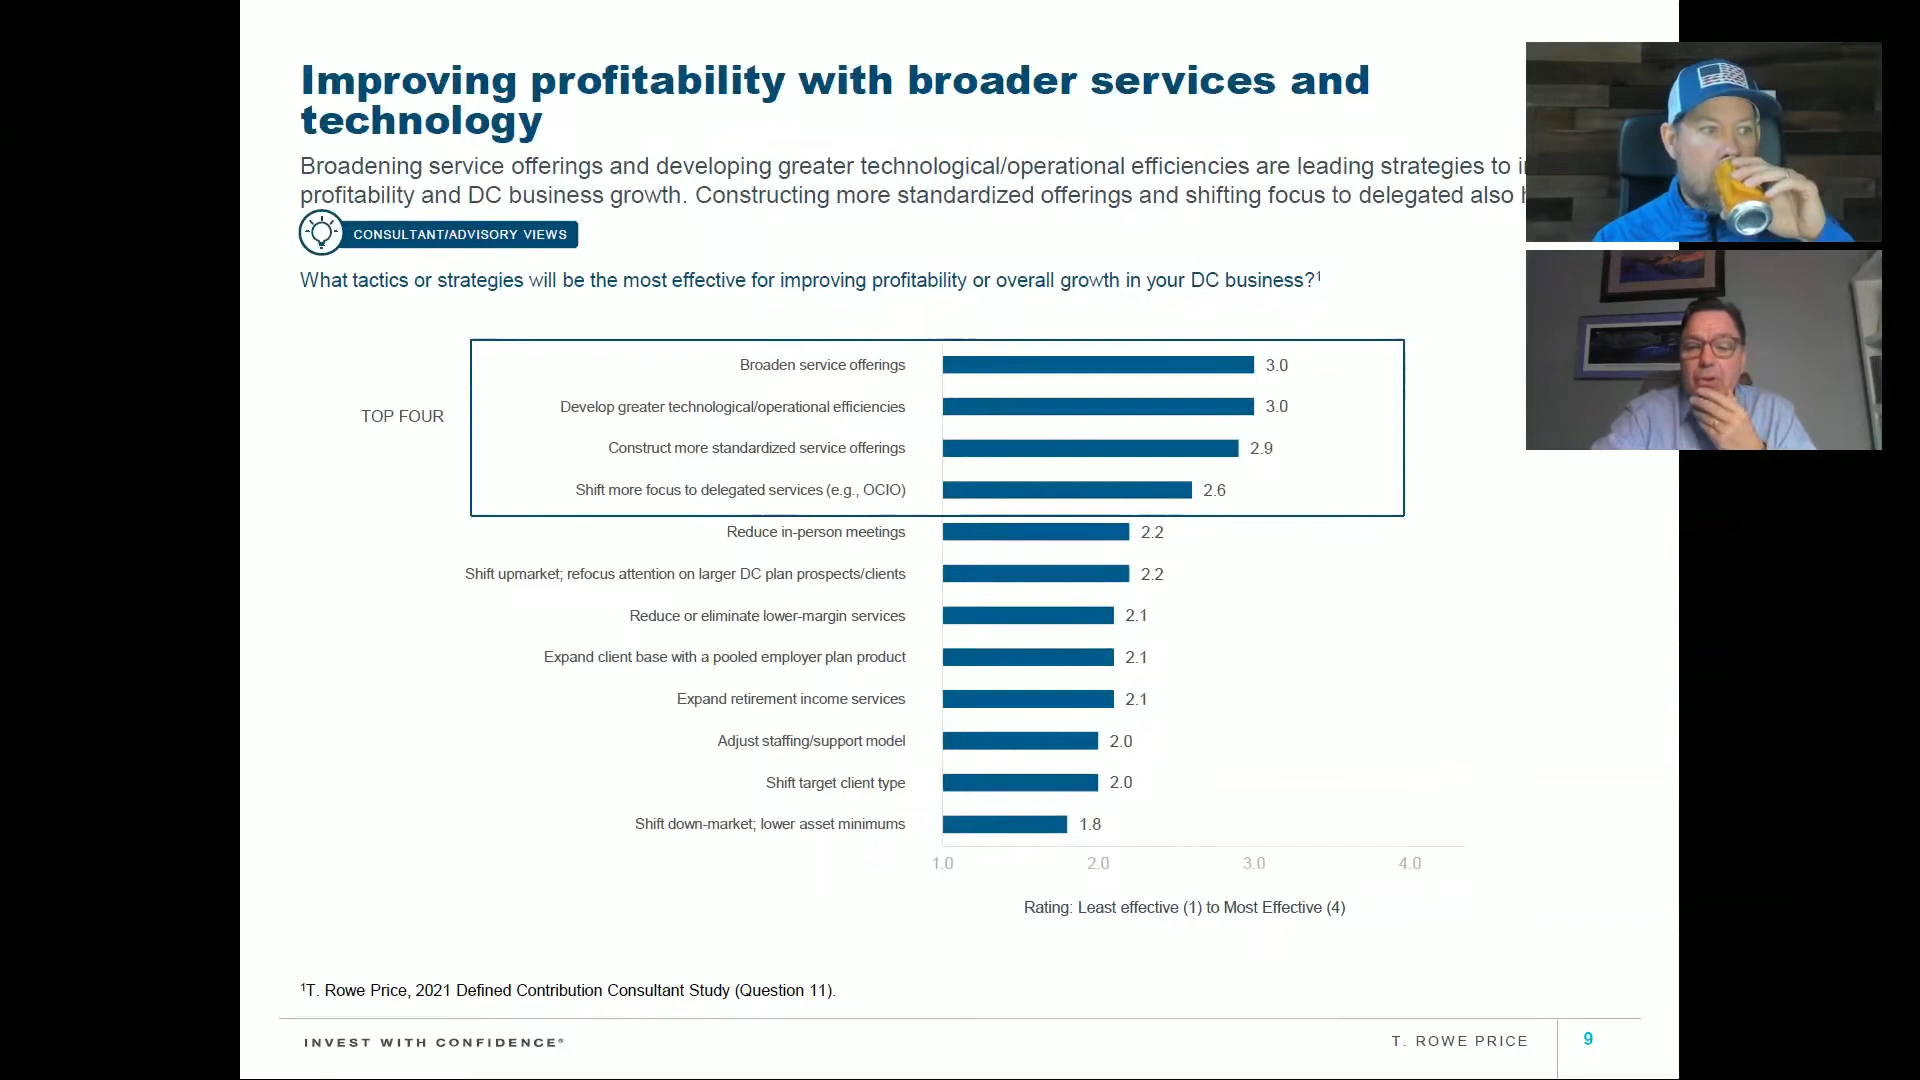 Improving profitability with broader services and
technology
Broadening service offerings and developing greater technological/operational efficiencies are leading strategies to
profitability and DC business growth. Constructing more standardized offerings and shifting focus to delegated also
CONSULTANT/ADVISORY VIEWS
What tactics or strategies will be the most effective for improving profitability or overall growth in your DC business?¹
TOP FOUR
Broaden service offerings 3.0
Develop greater technological/operational efficiencies 3.0
Construct more standardized service offerings 2.9
Shift more focus to delegated services (e.g., OCIO) 2.6
Reduce in-person meetings 2.2
Shift upmarket; refocus attention on larger DC plan prospects/clients 2.2
Reduce or eliminate lower-margin services 2.1
Expand client base with a pooled employer plan product 2.1
Expand retirement income services 2.1
Adjust staffing/support model 2.0
Shift target client type 2.0
Shift down-market; lower asset minimums 1.8
1.0 2.0 3.0 4.0
Rating: Least effective (1) to Most Effective (4)
¹T. Rowe Price, 2021 Defined Contribution Consultant Study (Question 11).
INVEST WITH CONFIDENCE®
T. ROWE PRICE
9